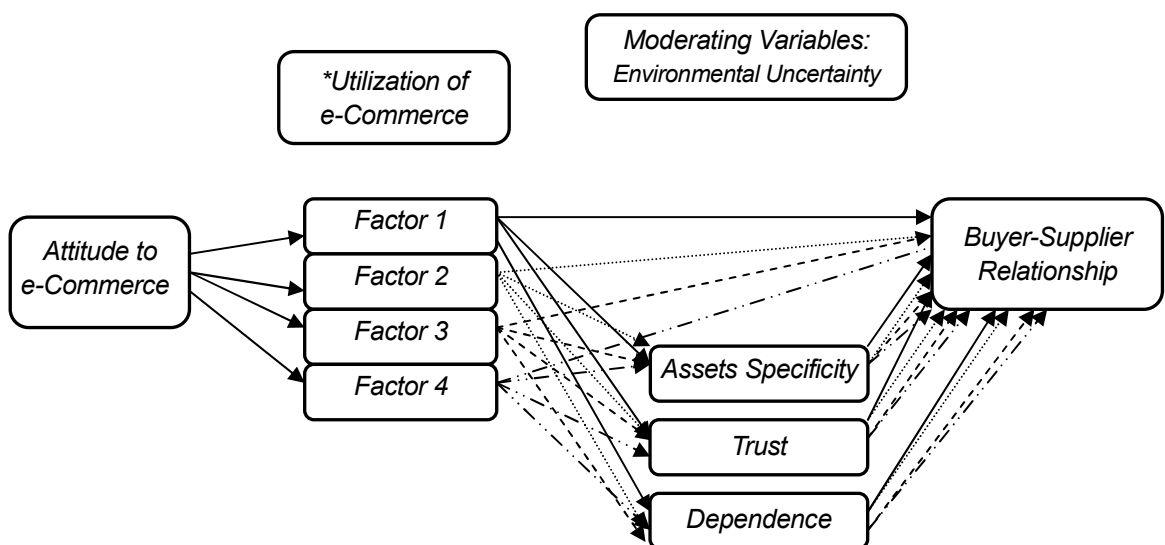 Moderating Variables:
Environmental Uncertainty
*Utilization of
e-Commerce
Attitude to
e-Commerce
Factor 1
Factor 2
Factor 3
Factor 4
Buyer-Supplier
Relationship
Assets Specificity
Trust
Dependence